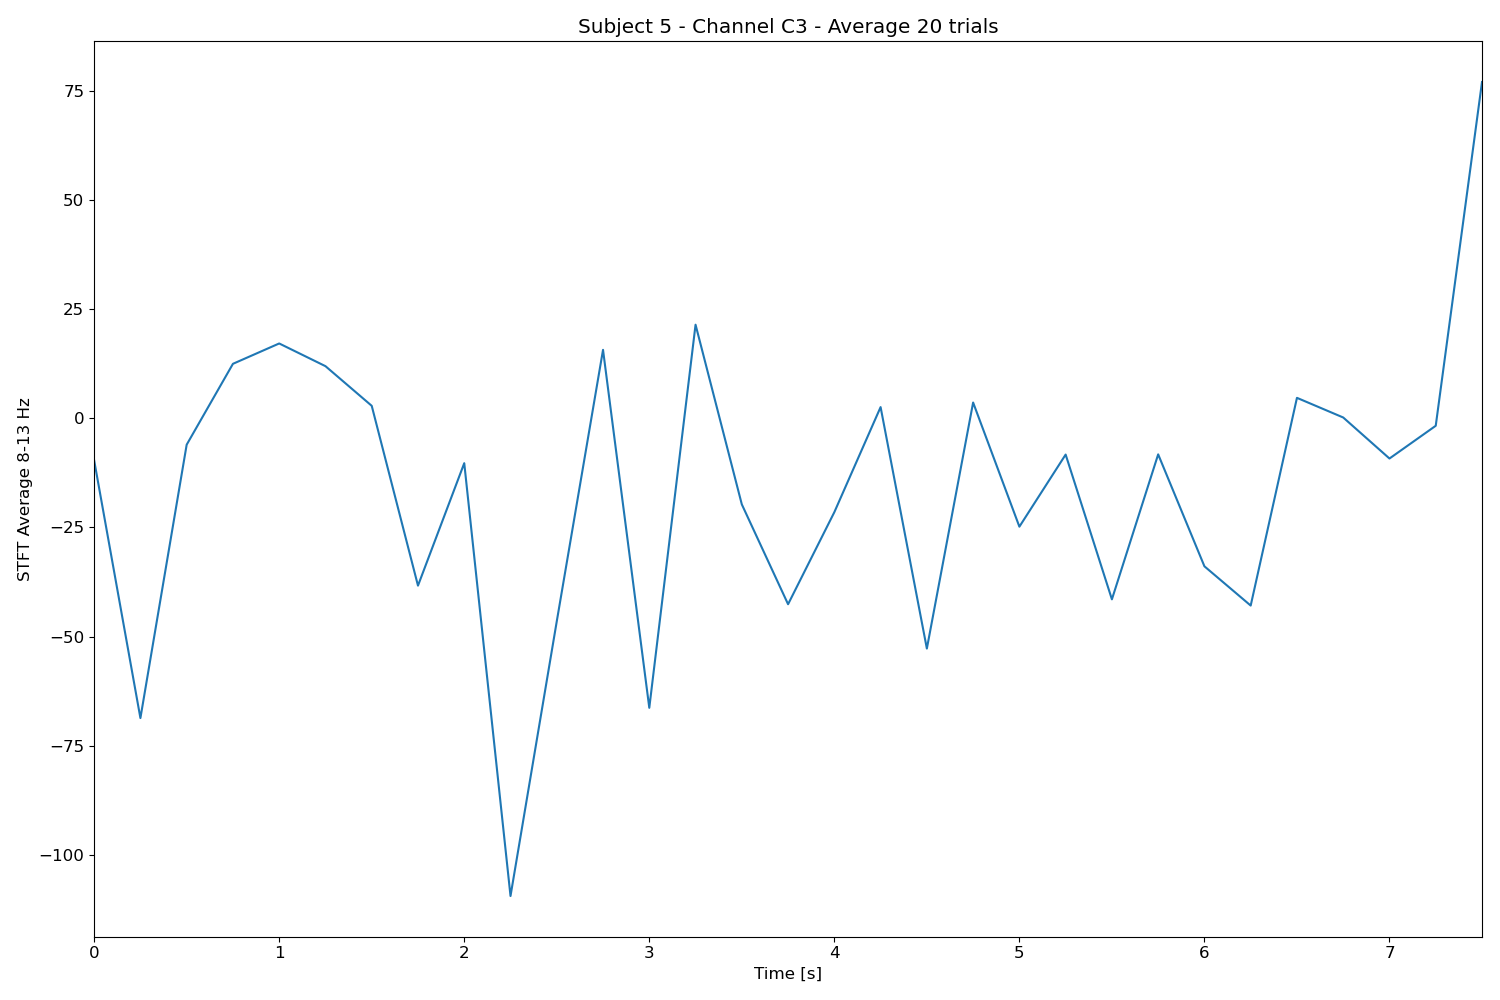 Subject 5 - Channel C3 - Average 20 trials
75
50
25
0
−25
−50
−75
−100
STFT Average 8-13 Hz
0 1 2 3 4 5 6 7
Time [s]